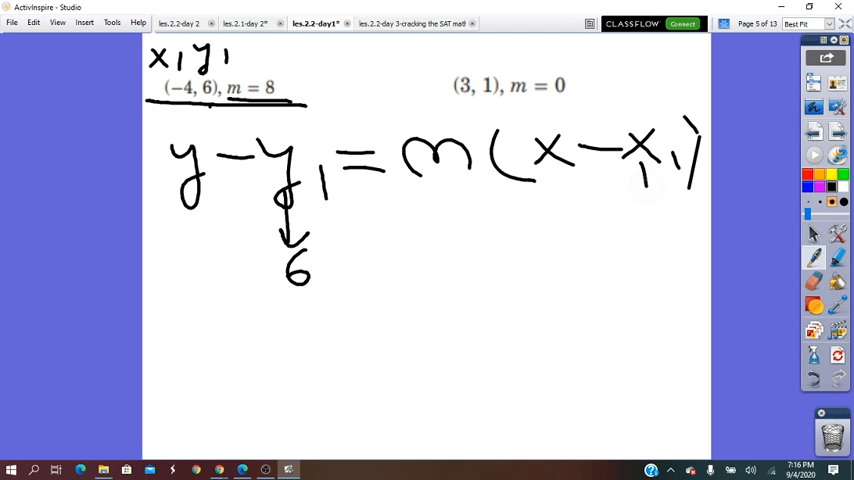 ActivInspire - Studio
File Edit View Insert Tools Help
les.2.2-day 2
les.2.1-day 2*
les.2.2-day1*
les.2.2-day 3-cracking the SAT mat
CLASSFLOW
Connect
Page 5 of 13
Best Fit
x1 y1
(−4, 6), m = 8
(3, 1), m = 0
y − y1 = m (x − x1)
6
7:16 PM
9/4/2020